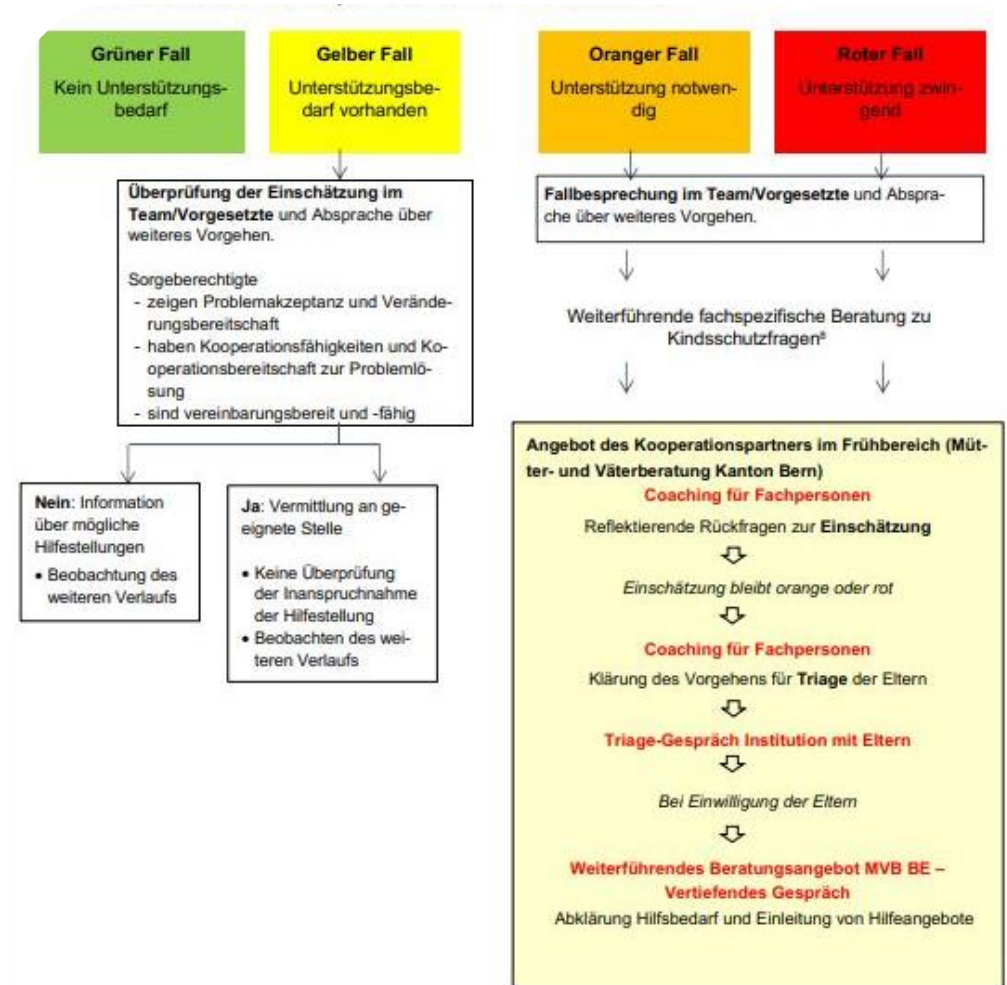 Grüner Fall
Kein Unterstützungs-
bedarf
Gelber Fall
Unterstützungsbe-
darf vorhanden
Oranger Fall
Unterstützung notwen-
dig
Roter Fall
Unterstützung zwin-
gend
Überprüfung der Einschätzung im
Team/Vorgesetzte und Absprache über
weiteres Vorgehen.
Sorgeberechtigte
- zeigen Problemakzeptanz und Verände-
rungsbereitschaft
- haben Kooperationsfähigkeiten und Ko-
operationsbereitschaft zur Problemlö-
sung
- sind vereinbarungsbereit und -fähig
Nein: Information
über mögliche
Hilfestellungen
• Beobachtung des
weiteren Verlaufs
Ja: Vermittlung an ge-
eignete Stelle
• Keine Überprüfung
der Inanspruchnahme
der Hilfestellung
• Beobachten des wei-
teren Verlaufs
Fallbesprechung im Team/Vorgesetzte und Abspra-
che über weiteres Vorgehen.
Weiterführende fachspezifische Beratung zu
Kindsschutzfragen
Angebot des Kooperationspartners im Frühbereich (Müt-
ter- und Väterberatung Kanton Bern)
Coaching für Fachpersonen
Reflektierende Rückfragen zur Einschätzung
Einschätzung bleibt orange oder rot
Coaching für Fachpersonen
Klärung des Vorgehens für Triage der Eltern
Triage-Gespräch Institution mit Eltern
Bei Einwilligung der Eltern
Weiterführendes Beratungsangebot MVB BE –
Vertiefendes Gespräch
Abklärung Hilfsbedarf und Einleitung von Hilfeangebote